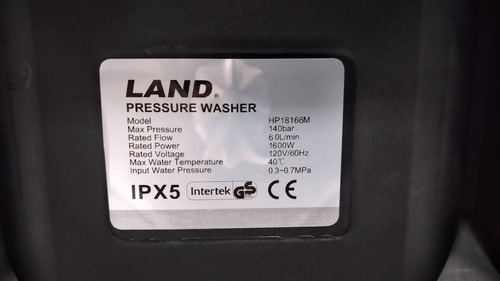 LAND®
PRESSURE WASHER
Model HP18166M
Max Pressure 140bar
Rated Flow 6.0L/min
Rated Power 1600W
Rated Voltage 120V/60Hz
Max Water Temperature 40℃
Input Water Pressure 0.3~0.7MPa
IPX5 Intertek GS CE